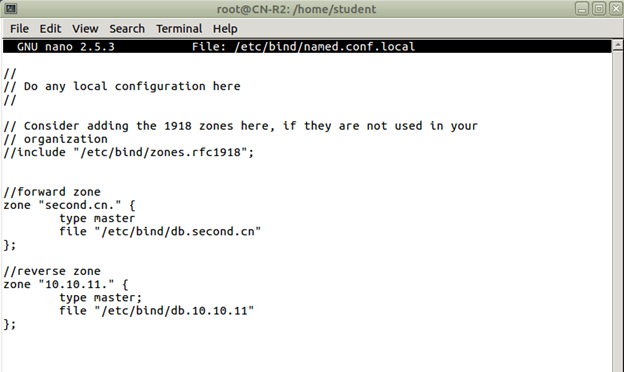 root@CN-R2: /home/student
File Edit View Search Terminal Help
GNU nano 2.5.3 File: /etc/bind/named.conf.local
//
// Do any local configuration here
//
// Consider adding the 1918 zones here, if they are not used in your
// organization
//include "/etc/bind/zones.rfc1918";
//forward zone
zone "second.cn." {
type master
file "/etc/bind/db.second.cn"
};
//reverse zone
zone "10.10.11." {
type master;
file "/etc/bind/db.10.10.11"
};